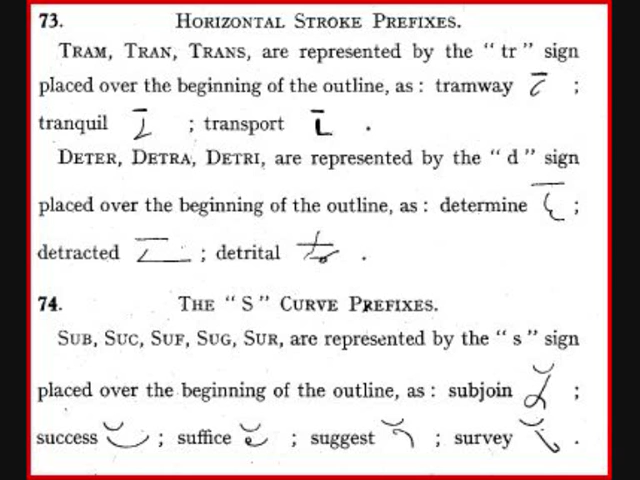 73. HORIZONTAL STROKE PREFIXES.
TRAM, TRAN, TRANS, are represented by the "tr" sign
placed over the beginning of the outline, as: tramway ;
tranquil ; transport .
DETER, DETRA, DETRI, are represented by the "d" sign
placed over the beginning of the outline, as: determine ;
detracted ; detrital .
74. THE "S" CURVE PREFIXES.
SUB, SUC, SUF, SUG, SUR, are represented by the "s" sign
placed over the beginning of the outline, as: subjoin ;
success ; suffice ; suggest ; survey .